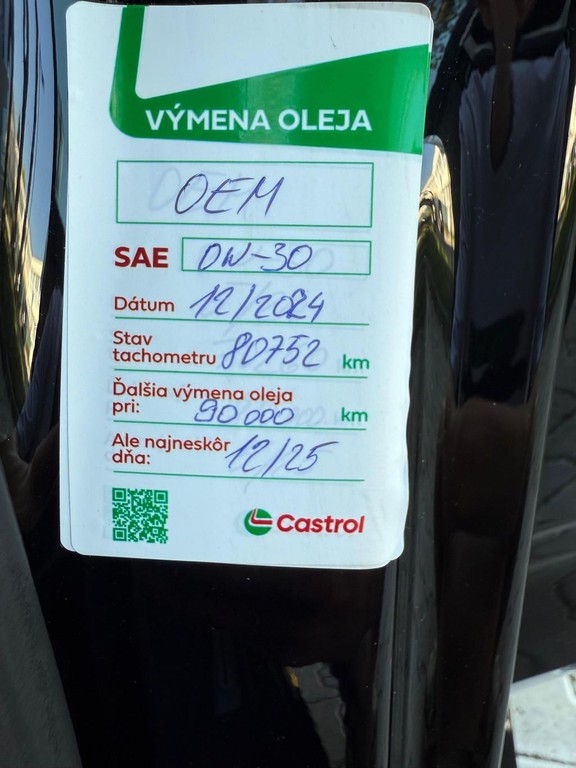 VÝMENA OLEJA
OEM
SAE 0W-30
Dátum 12/2024
Stav
tachometru 80752 km
Ďalšia výmena oleja
pri: 90 000 km
Ale najneskôr
dňa: 12/25
Castrol